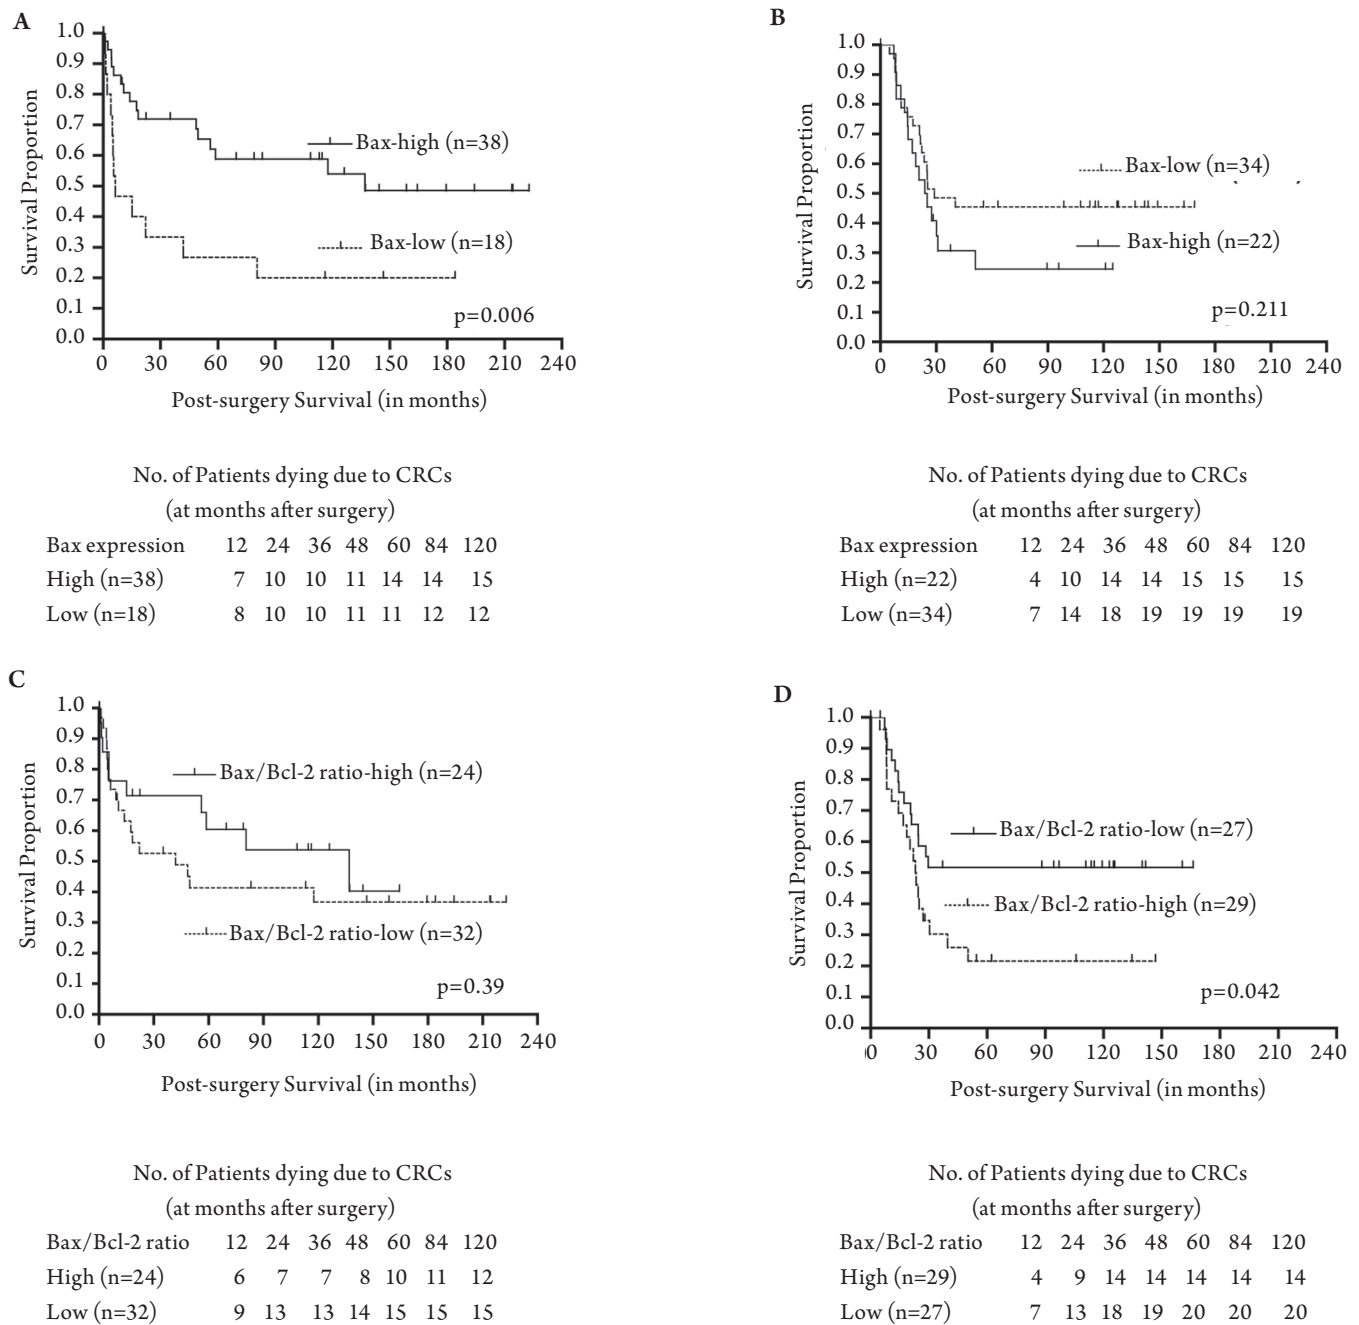 A
1.0
0.9
0.8
0.7
0.6
0.5
0.4
0.3
0.2
0.1
0.0
Survival Proportion
Bax-high (n=38)
Bax-low (n=18)
p=0.006
0 30 60 90 120 150 180 210 240
Post-surgery Survival (in months)
No. of Patients dying due to CRCs
(at months after surgery)
Bax expression 12 24 36 48 60 84 120
High (n=38) 7 10 10 11 14 14 15
Low (n=18) 8 10 10 11 11 12 12
B
1.0
0.9
0.8
0.7
0.6
0.5
0.4
0.3
0.2
0.1
0.0
Survival Proportion
Bax-low (n=34)
Bax-high (n=22)
p=0.211
0 30 60 90 120 150 180 210 240
Post-surgery Survival (in months)
No. of Patients dying due to CRCs
(at months after surgery)
Bax expression 12 24 36 48 60 84 120
High (n=22) 4 10 14 14 15 15 15
Low (n=34) 7 14 18 19 19 19 19
C
1.0
0.9
0.8
0.7
0.6
0.5
0.4
0.3
0.2
0.1
0.0
Survival Proportion
Bax/Bcl-2 ratio-high (n=24)
Bax/Bcl-2 ratio-low (n=32)
p=0.39
0 30 60 90 120 150 180 210 240
Post-surgery Survival (in months)
No. of Patients dying due to CRCs
(at months after surgery)
Bax/Bcl-2 ratio 12 24 36 48 60 84 120
High (n=24) 6 7 7 8 10 11 12
Low (n=32) 9 13 13 14 15 15 15
D
1.0
0.9
0.8
0.7
0.6
0.5
0.4
0.3
0.2
0.1
0.0
Survival Proportion
Bax/Bcl-2 ratio-low (n=27)
Bax/Bcl-2 ratio-high (n=29)
p=0.042
0 30 60 90 120 150 180 210 240
Post-surgery Survival (in months)
No. of Patients dying due to CRCs
(at months after surgery)
Bax/Bcl-2 ratio 12 24 36 48 60 84 120
High (n=29) 4 9 14 14 14 14 14
Low (n=27) 7 13 18 19 20 20 20